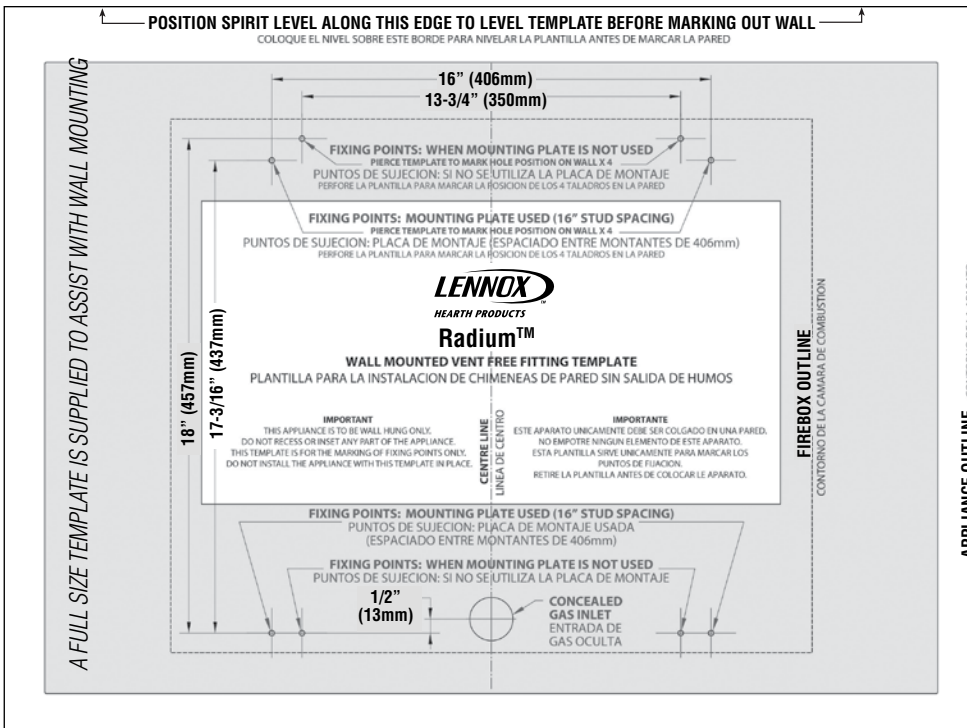 POSITION SPIRIT LEVEL ALONG THIS EDGE TO LEVEL TEMPLATE BEFORE MARKING OUT WALL
COLOQUE EL NIVEL SOBRE ESTE BORDE PARA NIVELAR LA PLANTILLA ANTES DE MARCAR LA PARED
A FULL SIZE TEMPLATE IS SUPPLIED TO ASSIST WITH WALL MOUNTING
16” (406mm)
13-3/4” (350mm)
FIXING POINTS: WHEN MOUNTING PLATE IS NOT USED
PIERCE TEMPLATE TO MARK HOLE POSITION ON WALL X 4
PUNTOS DE SUJECION: SI NO SE UTILIZA LA PLACA DE MONTAJE
PERFORE LA PLANTILLA PARA MARCAR LA POSICION DE LOS 4 TALADROS EN LA PARED
FIXING POINTS: MOUNTING PLATE USED (16” STUD SPACING)
PIERCE TEMPLATE TO MARK HOLE POSITION ON WALL X 4
PUNTOS DE SUJECION: PLACA DE MONTAJE (ESPACIADO ENTRE MONTANTES DE 406mm)
PERFORE LA PLANTILLA PARA MARCAR LA POSICION DE LOS 4 TALADROS EN LA PARED
LENNOX
HEARTH PRODUCTS
Radium™
WALL MOUNTED VENT FREE FITTING TEMPLATE
PLANTILLA PARA LA INSTALACION DE CHIMENEAS DE PARED SIN SALIDA DE HUMOS
18” (457mm)
17-3/16” (437mm)
IMPORTANT
THIS APPLIANCE IS TO BE WALL HUNG ONLY.
DO NOT RECESS OR INSET ANY PART OF THE APPLIANCE.
THIS TEMPLATE IS FOR THE MARKING OF FIXING POINTS ONLY.
DO NOT INSTALL THE APPLIANCE WITH THIS TEMPLATE IN PLACE.
CENTRE LINE
LINEA DE CENTRO
IMPORTANTE
ESTE APARATO UNICAMENTE DEBE SER COLGADO EN UNA PARED.
NO EMPOTRE NINGUN ELEMENTO DE ESTE APARATO.
ESTA PLANTILLA SIRVE UNICAMENTE PARA MARCAR LOS
PUNTOS DE FIJACION.
RETIRE LA PLANTILLA ANTES DE COLOCAR LE APARATO.
FIREBOX OUTLINE
CONTORNO DE LA CAMARA DE COMBUSTION
APPLIANCE OUTLINE
FIXING POINTS: MOUNTING PLATE USED (16” STUD SPACING)
PUNTOS DE SUJECION: PLACA DE MONTAJE USADA
(ESPACIADO ENTRE MONTANTES DE 406mm)
FIXING POINTS: WHEN MOUNTING PLATE IS NOT USED
PUNTOS DE SUJECION: SI NO SE UTILIZA LA PLACA DE MONTAJE
1/2”
(13mm)
CONCEALED
GAS INLET
ENTRADA DE
GAS OCULTA